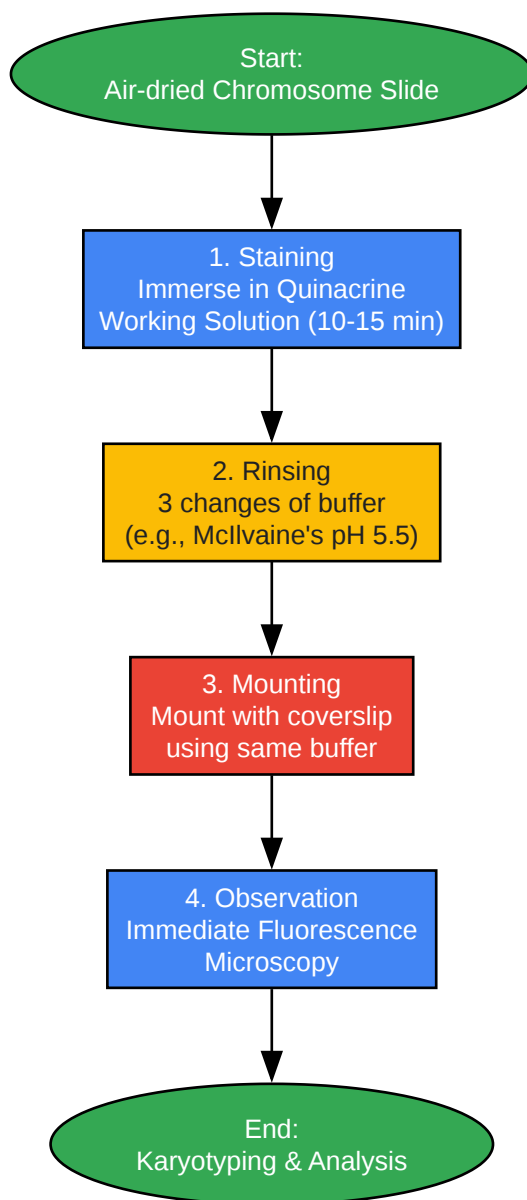 Start:
Air-dried Chromosome Slide
1. Staining
Immerse in Quinacrine
Working Solution (10-15 min)
2. Rinsing
3 changes of buffer
(e.g., McIlvaine's pH 5.5)
3. Mounting
Mount with coverslip
using same buffer
4. Observation
Immediate Fluorescence
Microscopy
End:
Karyotyping & Analysis